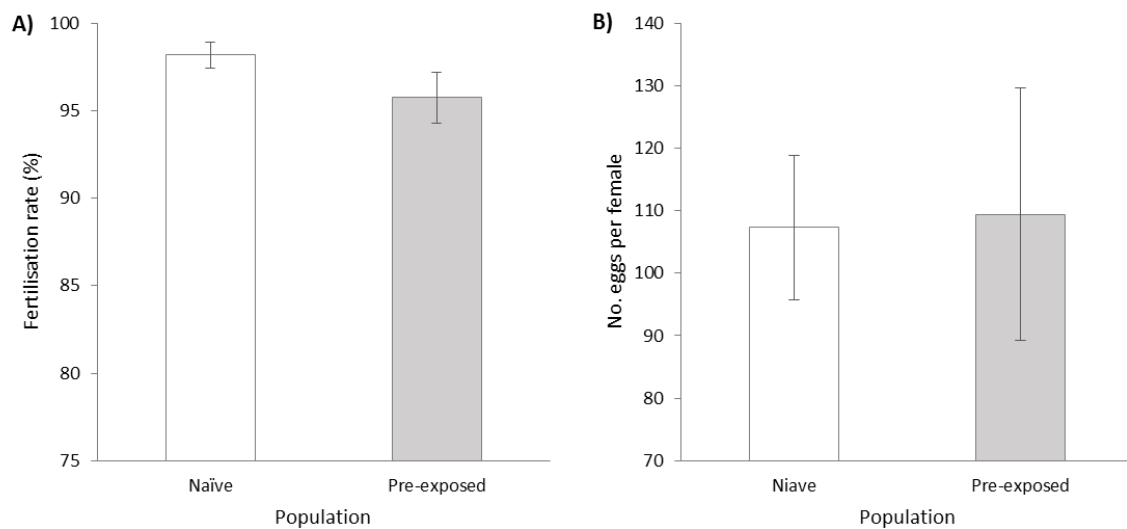 A)
Fertilisation rate (%)
100
95
90
85
80
75
Naïve Pre-exposed
Population
B)
No. eggs per female
140
130
120
110
100
90
80
70
Niave Pre-exposed
Population